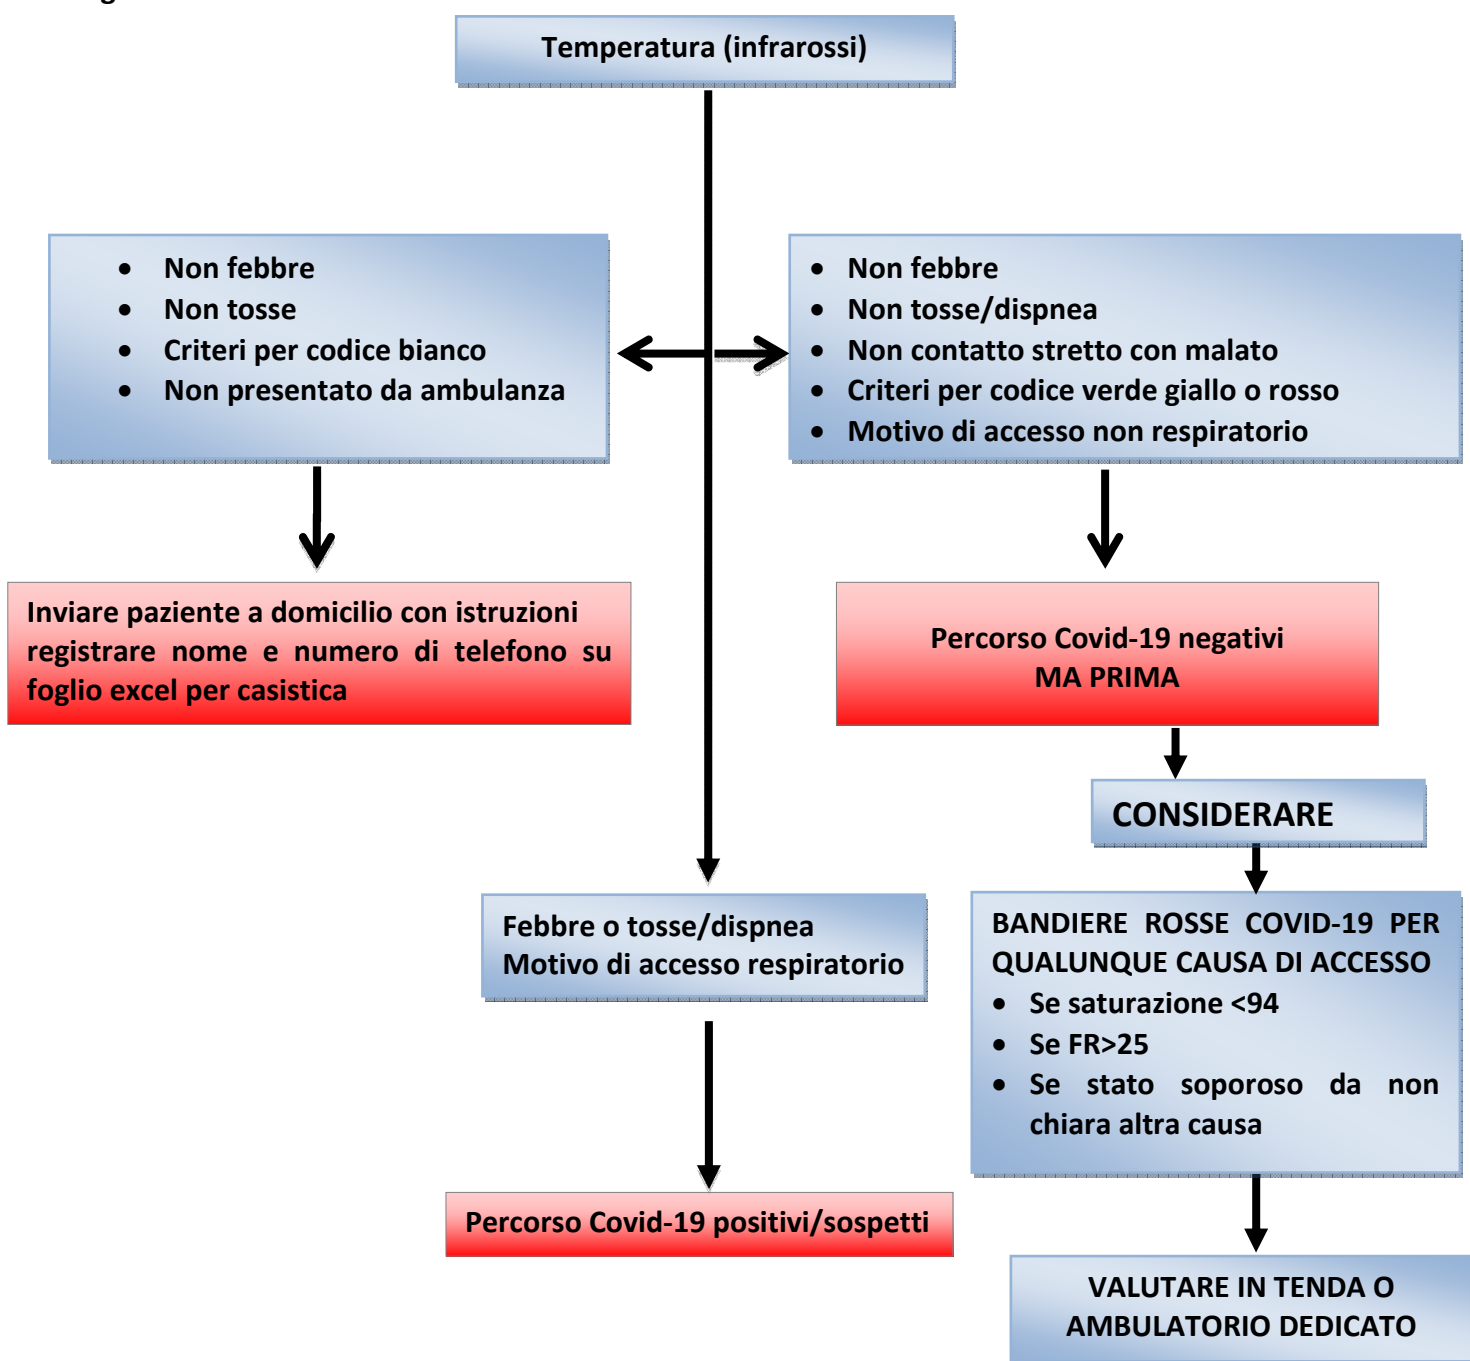 Temperatura (infrarossi)
• Non febbre
• Non tosse
• Criteri per codice bianco
• Non presentato da ambulanza
• Non febbre
• Non tosse/dispnea
• Non contatto stretto con malato
• Criteri per codice verde giallo o rosso
• Motivo di accesso non respiratorio
Inviare paziente a domicilio con istruzioni
registrare nome e numero di telefono su
foglio excel per casistica
Percorso Covid-19 negativi
MA PRIMA
CONSIDERARE
Febbre o tosse/dispnea
Motivo di accesso respiratorio
BANDIERE ROSSE COVID-19 PER
QUALUNQUE CAUSA DI ACCESSO
• Se saturazione <94
• Se FR>25
• Se stato soporoso da non
chiara altra causa
Percorso Covid-19 positivi/sospetti
VALUTARE IN TENDA O
AMBULATORIO DEDICATO